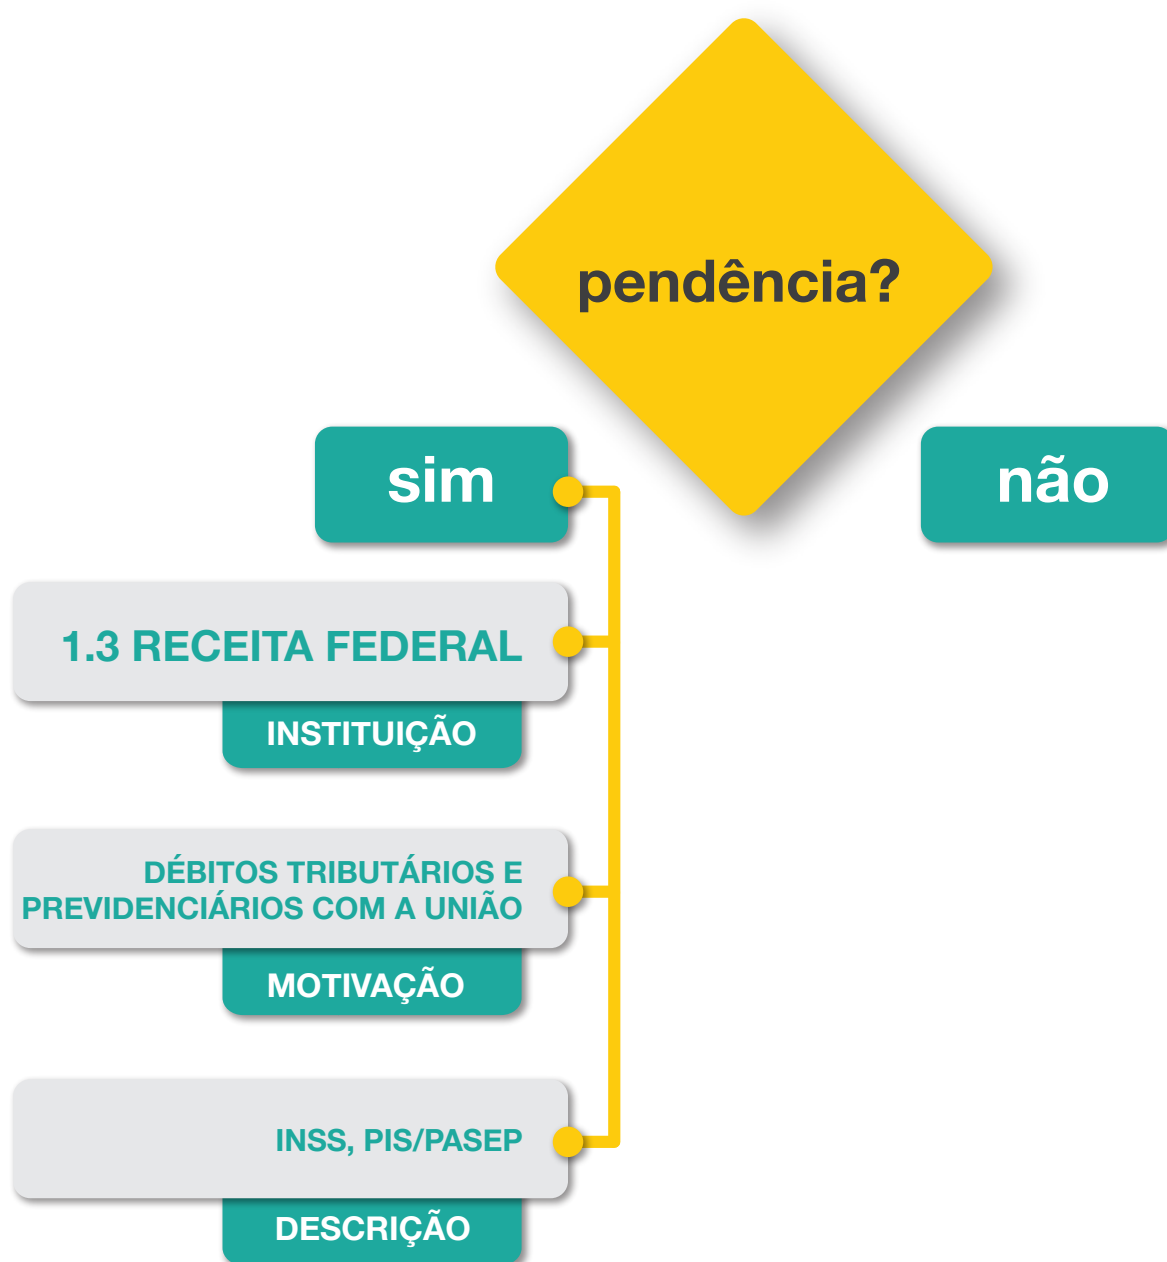 pendência?
sim
não
1.3 RECEITA FEDERAL
INSTITUIÇÃO
DÉBITOS TRIBUTÁRIOS E
PREVIDENCIÁRIOS COM A UNIÃO
MOTIVAÇÃO
INSS, PIS/PASEP
DESCRIÇÃO